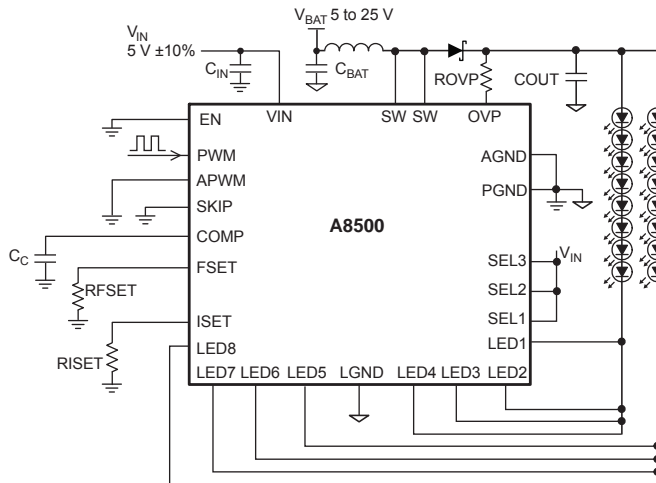 V_BAT 5 to 25 V
V_IN
5 V ±10%
C_IN
C_BAT
ROVP
COUT
EN
VIN
SW
SW
OVP
PWM
AGND
APWM
PGND
SKIP
A8500
COMP
V_IN
C_C
FSET
SEL3
RFSET
SEL2
ISET
SEL1
LED8
LED1
RISET
LED7
LED6
LED5
LGND
LED4
LED3
LED2